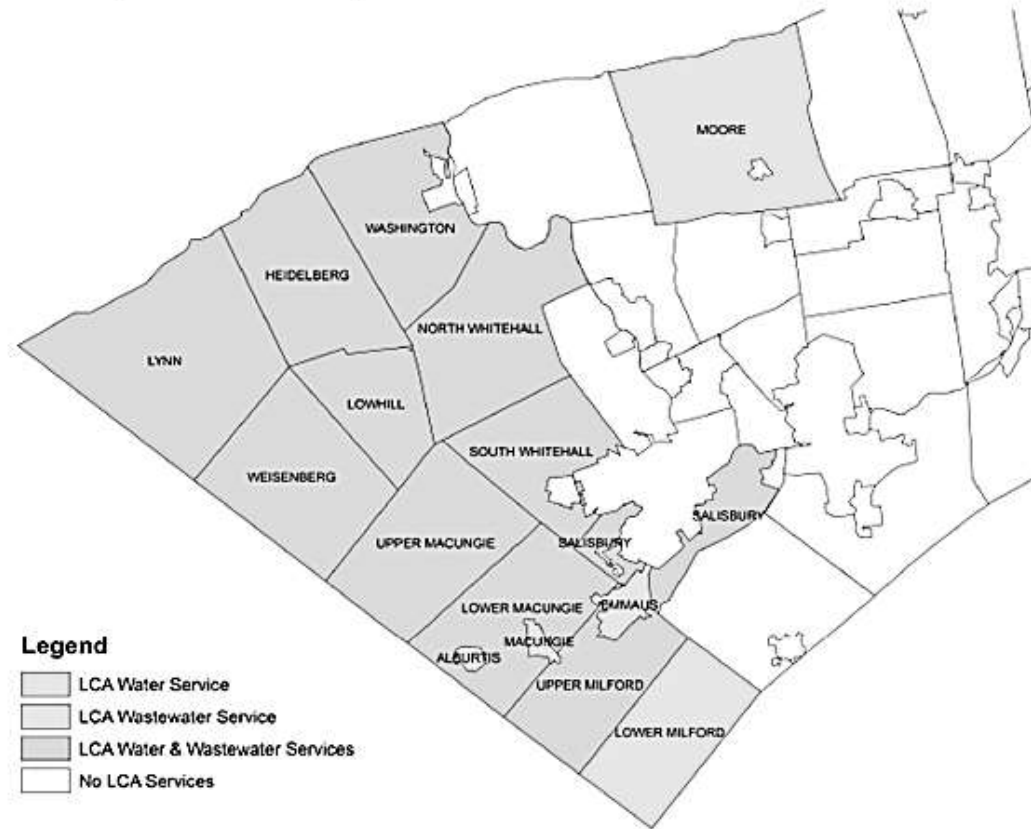 MOORE
WASHINGTON
HEIDELBERG
NORTH WHITEHALL
LYNN
LOWHILL
SOUTH WHITEHALL
WEISENBERG
SALISBURY
UPPER MACUNGIE
SALISBURY
LOWER MACUNGIE
EMMAUS
MACUNGIE
ALBURTIS
UPPER MILFORD
LOWER MILFORD
Legend
LCA Water Service
LCA Wastewater Service
LCA Water & Wastewater Services
No LCA Services